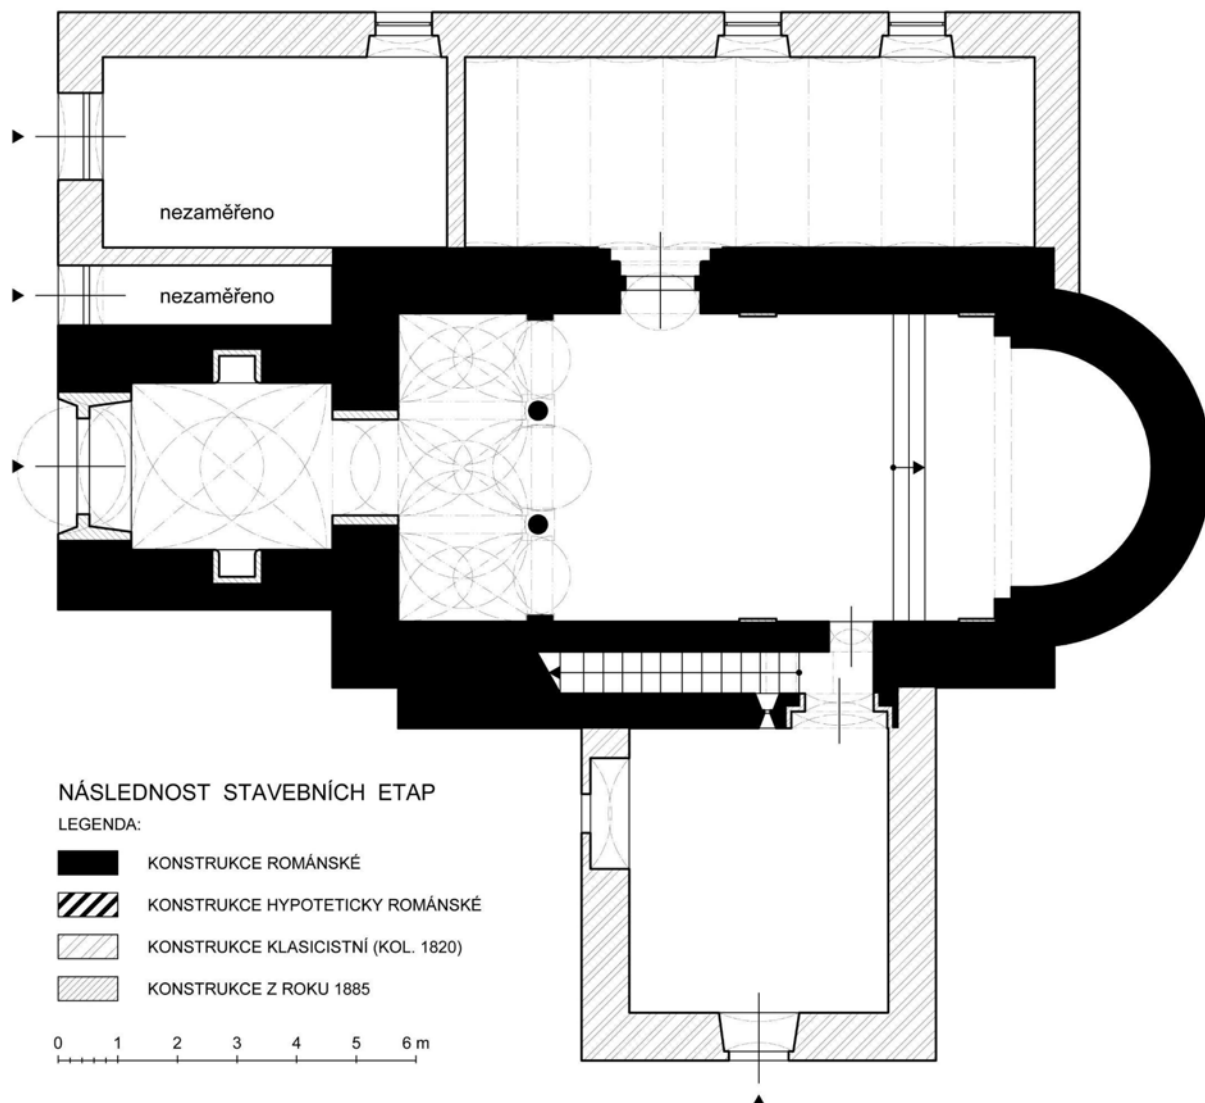 nezaměřeno
nezaměřeno
NÁSLEDNOST STAVEBNÍCH ETAP
LEGENDA:
KONSTRUKCE ROMÁNSKÉ
KONSTRUKCE HYPOTETICKY ROMÁNSKÉ
KONSTRUKCE KLASICISTNÍ (KOL. 1820)
KONSTRUKCE Z ROKU 1885
0 1 2 3 4 5 6 m